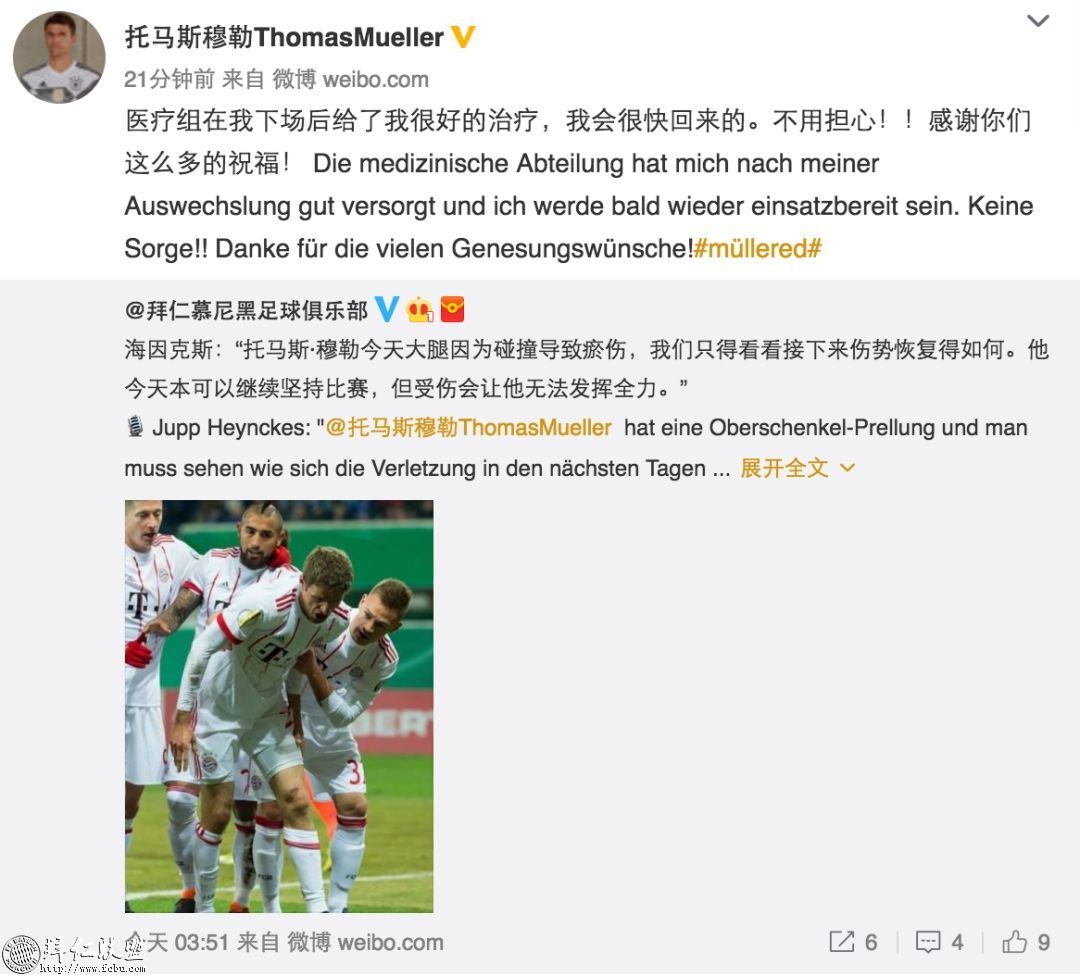 托马斯穆勒ThomasMueller
21分钟前 来自 微博 weibo.com
医疗组在我下场后给了我很好的治疗，我会很快回来的。不用担心！！感谢你们
这么多的祝福！ Die medizinische Abteilung hat mich nach meiner
Auswechslung gut versorgt und ich werde bald wieder einsatzbereit sein. Keine
Sorge!! Danke für die vielen Genesungswünsche!#müllered#
@拜仁慕尼黑足球俱乐部
海因克斯：“托马斯·穆勒今天大腿因为碰撞导致瘀伤，我们只得看看接下来伤势恢复得如何。他
今天本可以继续坚持比赛，但受伤会让他无法发挥全力。”
Jupp Heynckes: "@托马斯穆勒ThomasMueller hat eine Oberschenkel-Prellung und man
muss sehen wie sich die Verletzung in den nächsten Tagen ... 展开全文
BERT
今天 03:51 来自 微博 weibo.com 6 4 9
拜仁联盟
http://www.fcbu.com